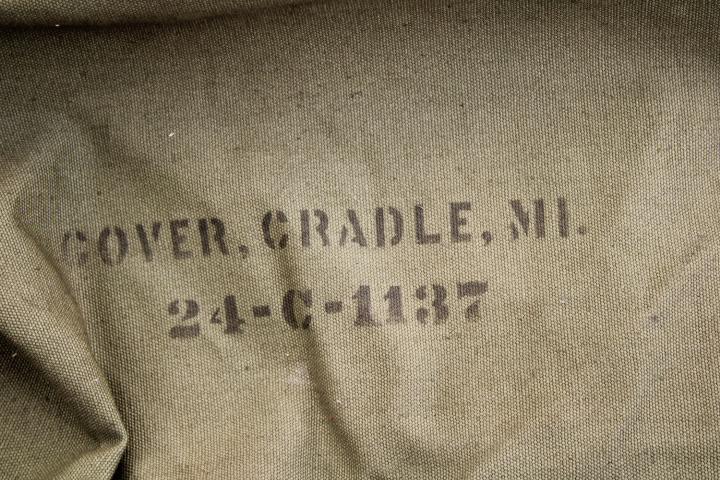 COVER, CRADLE, M1.
24-C-1137